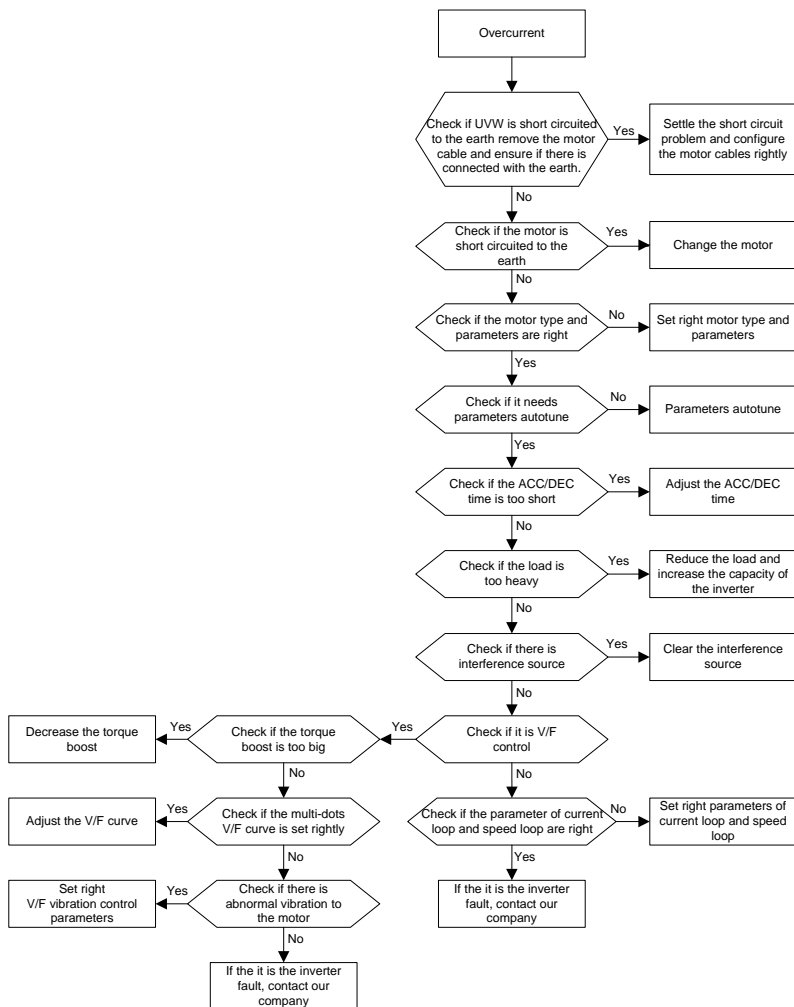 Overcurrent
Check if UVW is short circuited
to the earth remove the motor
cable and ensure if there is
connected with the earth.
Yes
Settle the short circuit
problem and configure
the motor cables rightly
No
Check if the motor is
short circuited to the
earth
Yes
Change the motor
No
Check if the motor type and
parameters are right
No
Set right motor type and
parameters
Yes
Check if it needs
parameters autotune
No
Parameters autotune
Yes
Check if the ACC/DEC
time is too short
Yes
Adjust the ACC/DEC
time
No
Check if the load is
too heavy
Yes
Reduce the load and
increase the capacity of
the inverter
No
Check if there is
interference source
Yes
Clear the interference
source
No
Check if it is V/F
control
Yes
Check if the torque
boost is too big
Yes
Decrease the torque
boost
No
Check if the multi-dots
V/F curve is set rightly
Yes
Adjust the V/F curve
No
Check if there is
abnormal vibration to
the motor
Yes
Set right
V/F vibration control
parameters
No
If the it is the inverter
fault, contact our
company
No
Check if the parameter of current
loop and speed loop are right
No
Set right parameters of
current loop and speed
loop
Yes
If the it is the inverter
fault, contact our
company